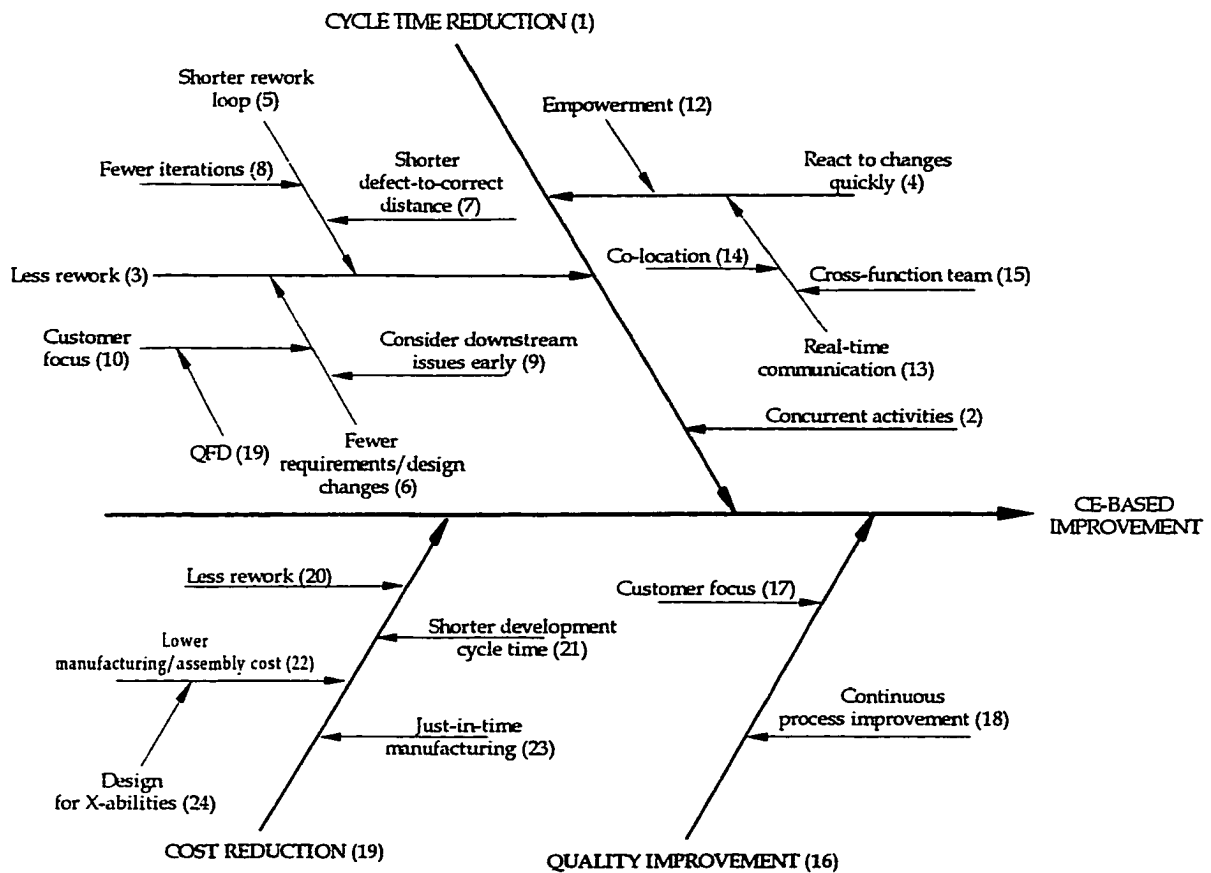 CYCLE TIME REDUCTION (1)
Shorter rework
loop (5)
Empowerment (12)
Fewer iterations (8)
Shorter
defect-to-correct
distance (7)
React to changes
quickly (4)
Less rework (3)
Co-location (14)
Cross-function team (15)
Customer
focus (10)
Consider downstream
issues early (9)
Real-time
communication (13)
QFD (19)
Fewer
requirements/design
changes (6)
Concurrent activities (2)
CE-BASED
IMPROVEMENT
Less rework (20)
Customer focus (17)
Shorter development
cycle time (21)
Lower
manufacturing/assembly cost (22)
Continuous
process improvement (18)
Just-in-time
manufacturing (23)
Design
for X-abilities (24)
COST REDUCTION (19)
QUALITY IMPROVEMENT (16)